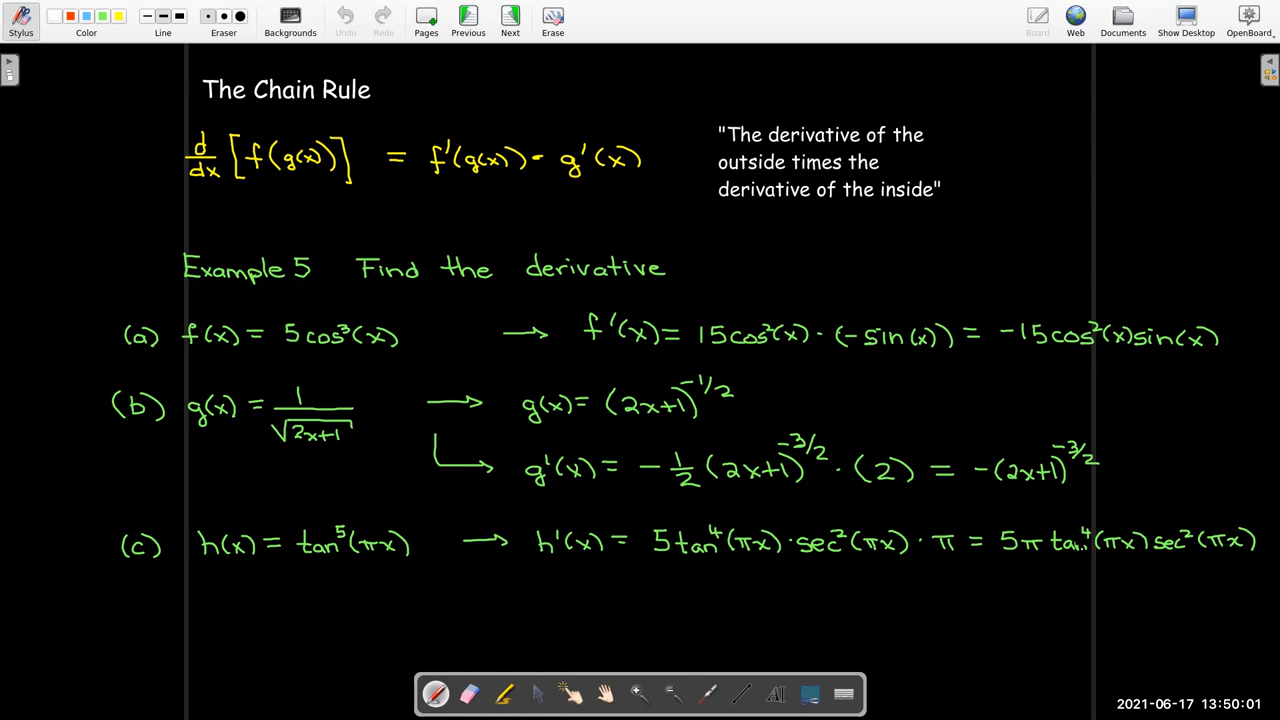 Stylus Color Line Eraser Backgrounds Undo Redo Pages Previous Next Erase Board Web Documents Show Desktop OpenBoard
The Chain Rule
d/dx [f(g(x))] = f'(g(x)) · g'(x)
"The derivative of the
outside times the
derivative of the inside"
Example 5 Find the derivative
(a) f(x) = 5cos³(x) → f'(x) = 15cos²(x) · (-sin(x)) = -15cos²(x)sin(x)
(b) g(x) = 1/√(2x+1) → g(x) = (2x+1)^(-1/2)
g'(x) = -1/2 (2x+1)^(-3/2) · (2) = -(2x+1)^(-3/2)
(c) h(x) = tan⁵(πx) → h'(x) = 5tan⁴(πx) · sec²(πx) · π = 5π tan⁴(πx) sec²(πx)
AI
2021-06-17 13:50:01